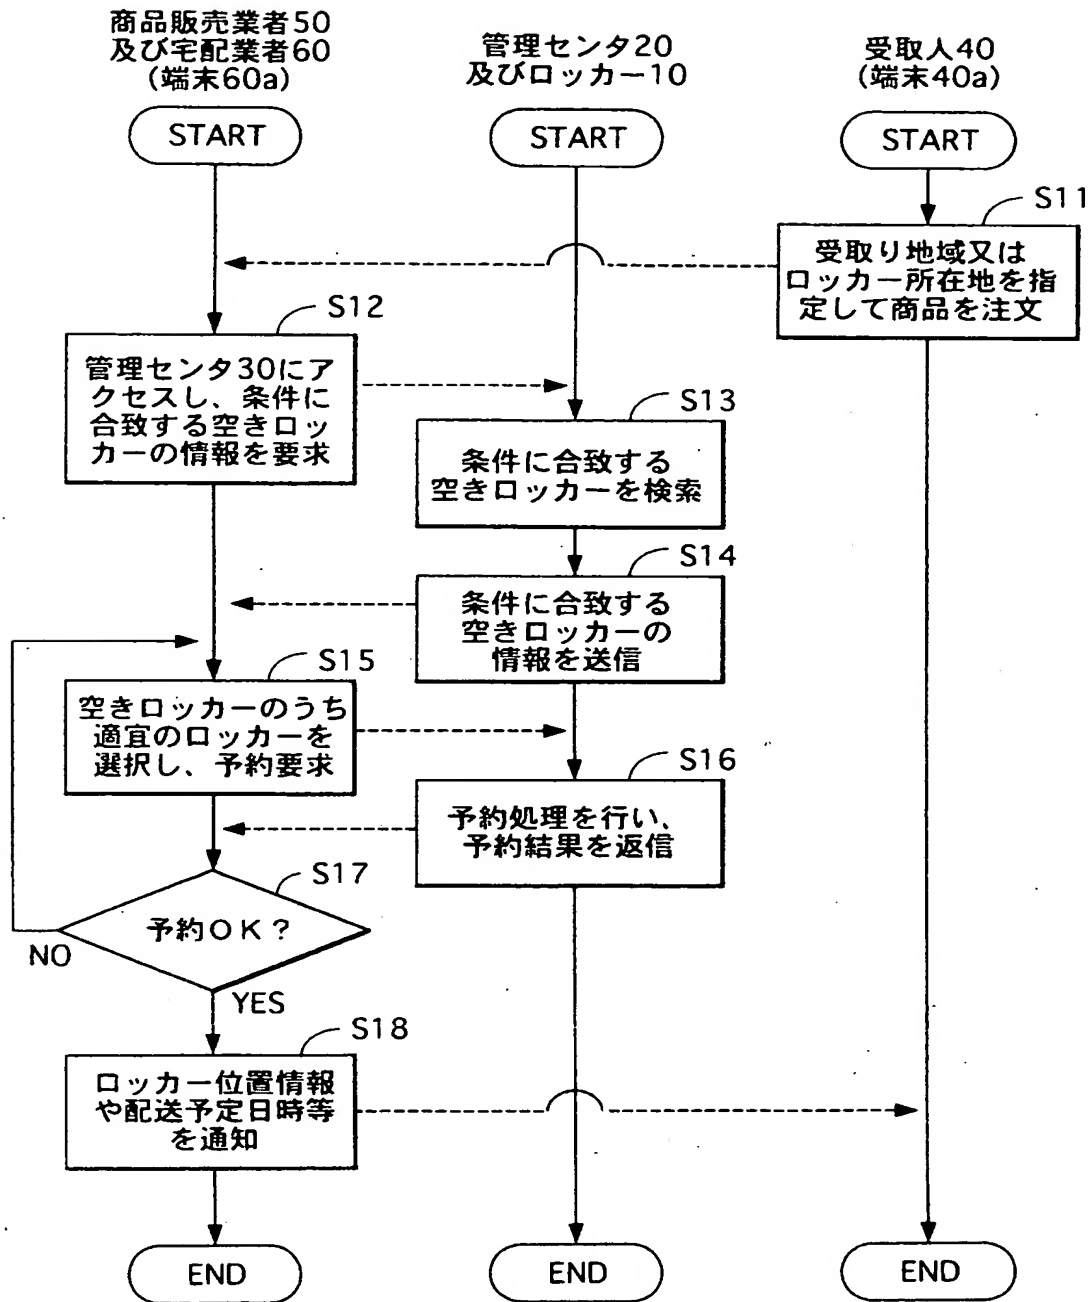 商品販売業者50
及び宅配業者60
(端末60a)
管理センタ20
及びロッカー10
受取人40
(端末40a)
START
START
START
S11
受取り地域又は
ロッカー所在地を指
定して商品を注文
S12
管理センタ30にア
クセスし、条件に
合致する空きロッ
カーの情報を要求
S13
条件に合致する
空きロッカーを検索
S14
条件に合致する
空きロッカーの
情報を送信
S15
空きロッカーのうち
適宜のロッカーを
選択し、予約要求
S16
予約処理を行い、
予約結果を返信
S17
予約OK?
NO
YES
S18
ロッカー位置情報
や配送予定日時等
を通知
END
END
END